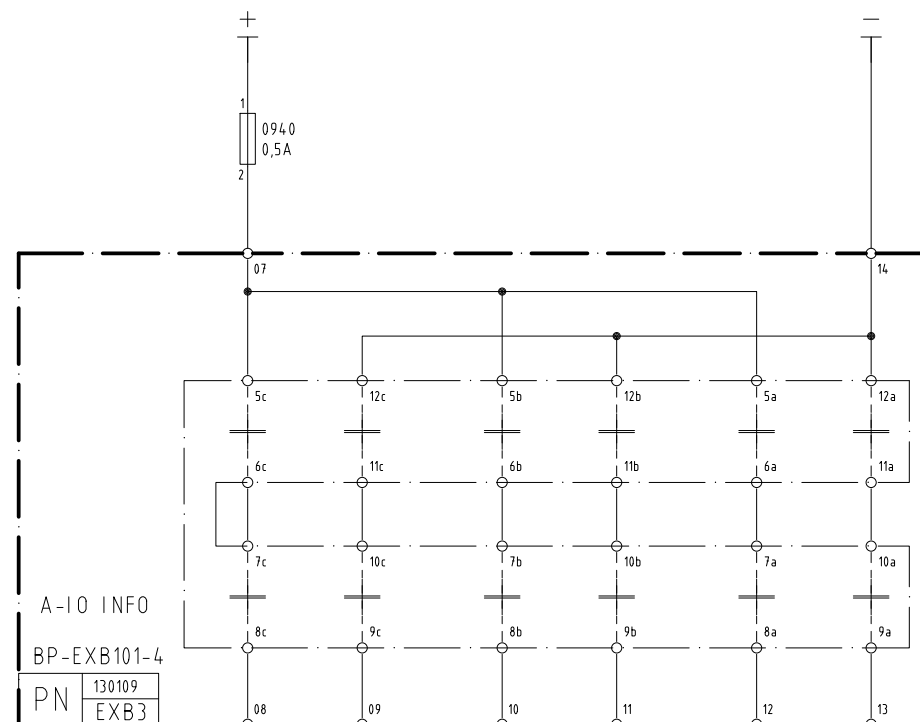 + −
1
0940
0,5A
2
07 14
5c 12c 5b 12b 5a 12a
6c 11c 6b 11b 6a 11a
7c 10c 7b 10b 7a 10a
A-IO INFO
8c 9c 8b 9b 8a 9a
BP-EXB101-4
PN 130109
EXB3
08 09 10 11 12 13